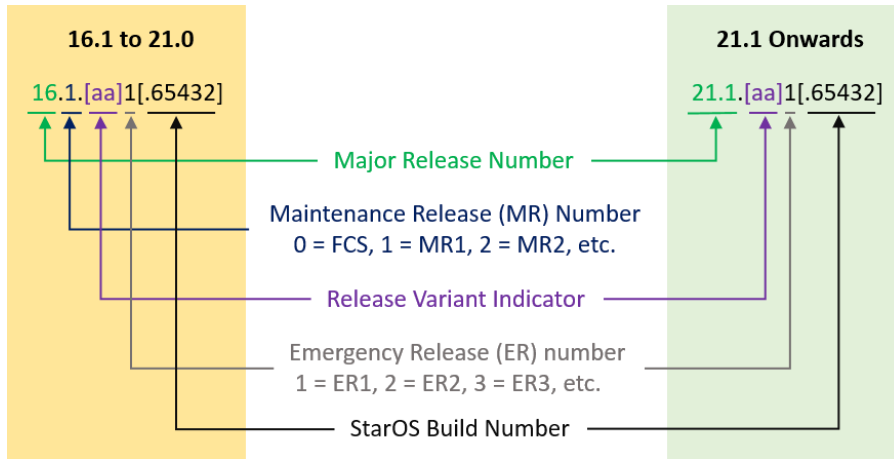 16.1 to 21.0
21.1 Onwards
16.1.[aa]1[.65432]
21.1.[aa]1[.65432]
Major Release Number
Maintenance Release (MR) Number
0 = FCS, 1 = MR1, 2 = MR2, etc.
Release Variant Indicator
Emergency Release (ER) number
1 = ER1, 2 = ER2, 3 = ER3, etc.
StarOS Build Number